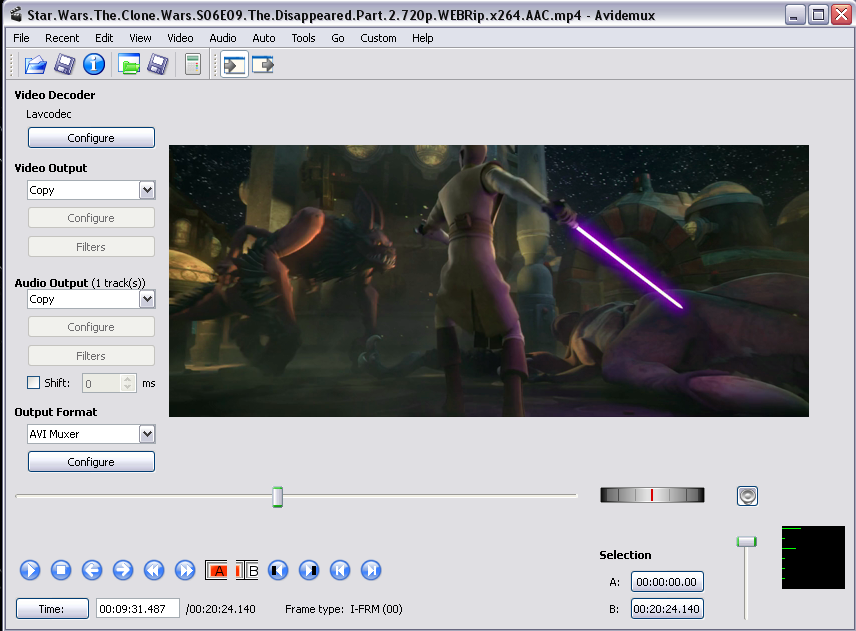 Star.Wars.The.Clone.Wars.S06E09.The.Disappeared.Part.2.720p.WEBRip.x264.AAC.mp4 - Avidemux
File Recent Edit View Video Audio Auto Tools Go Custom Help
Video Decoder
Lavcodec
Configure
Video Output
Copy
Configure
Filters
Audio Output (1 track(s))
Copy
Configure
Filters
Shift: 0 ms
Output Format
AVI Muxer
Configure
A B
Selection
A: 00:00:00.00
B: 00:20:24.140
Time: 00:09:31.487 /00:20:24.140 Frame type: I-FRM (00)